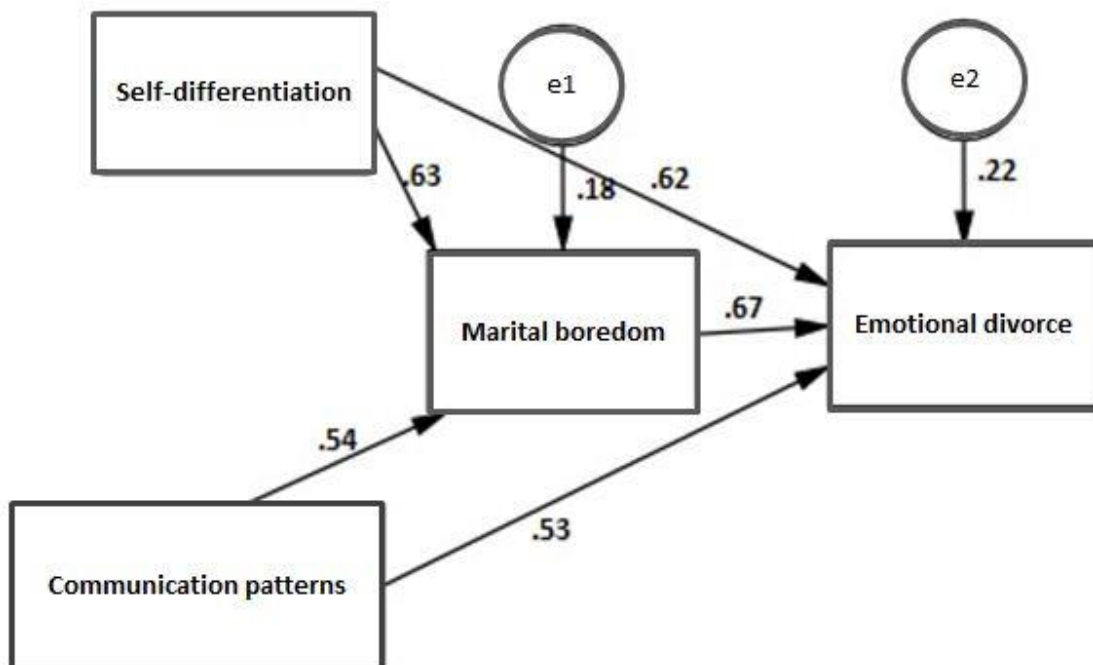 Self-differentiation
e1
e2
.63
.18
.62
.22
Marital boredom
.67
Emotional divorce
.54
.53
Communication patterns